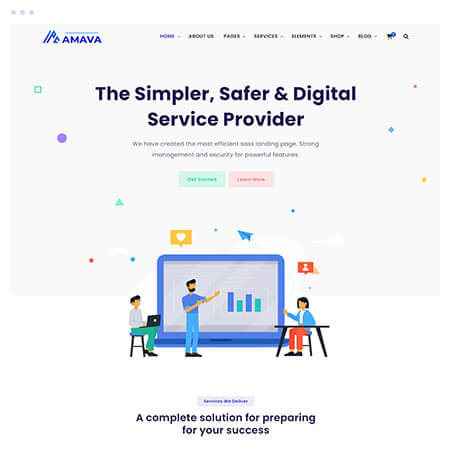 AMAVA
HOME ABOUT US PAGES SERVICES ELEMENTS SHOP BLOG
The Simpler, Safer & Digital
Service Provider
We have created the most efficient sass landing page. Strong
management and security for powerful features.
Get Started Learn More
Services We Deliver
A complete solution for preparing
for your success